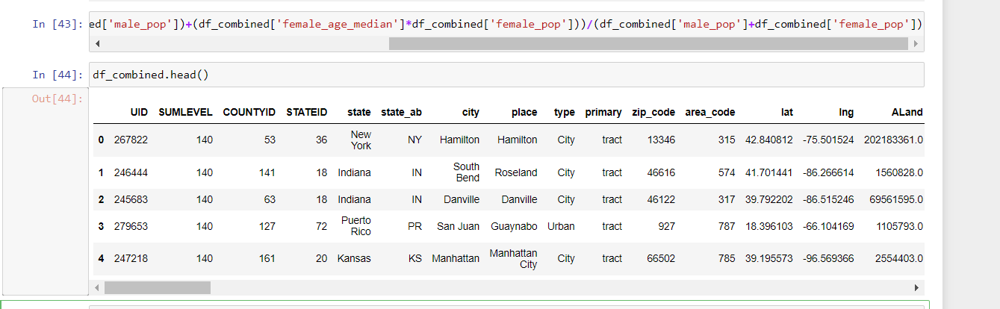 In [43]: ed['male_pop'])+(df_combined['female_age_median']*df_combined['female_pop']))/(df_combined['male_pop']+df_combined['female_pop'])
In [44]: df_combined.head()
Out[44]:
UID SUMLEVEL COUNTYID STATEID state state_ab city place type primary zip_code area_code lat lng ALand
0 267822 140 53 36 New York NY Hamilton Hamilton City tract 13346 315 42.840812 -75.501524 202183361.0
1 246444 140 141 18 Indiana IN South Bend Roseland City tract 46616 574 41.701441 -86.266614 1560828.0
2 245683 140 63 18 Indiana IN Danville Danville City tract 46122 317 39.792202 -86.515246 69561595.0
3 279653 140 127 72 Puerto Rico PR San Juan Guaynabo Urban tract 927 787 18.396103 -66.104169 1105793.0
4 247218 140 161 20 Kansas KS Manhattan Manhattan City City tract 66502 785 39.195573 -96.569366 2554403.0